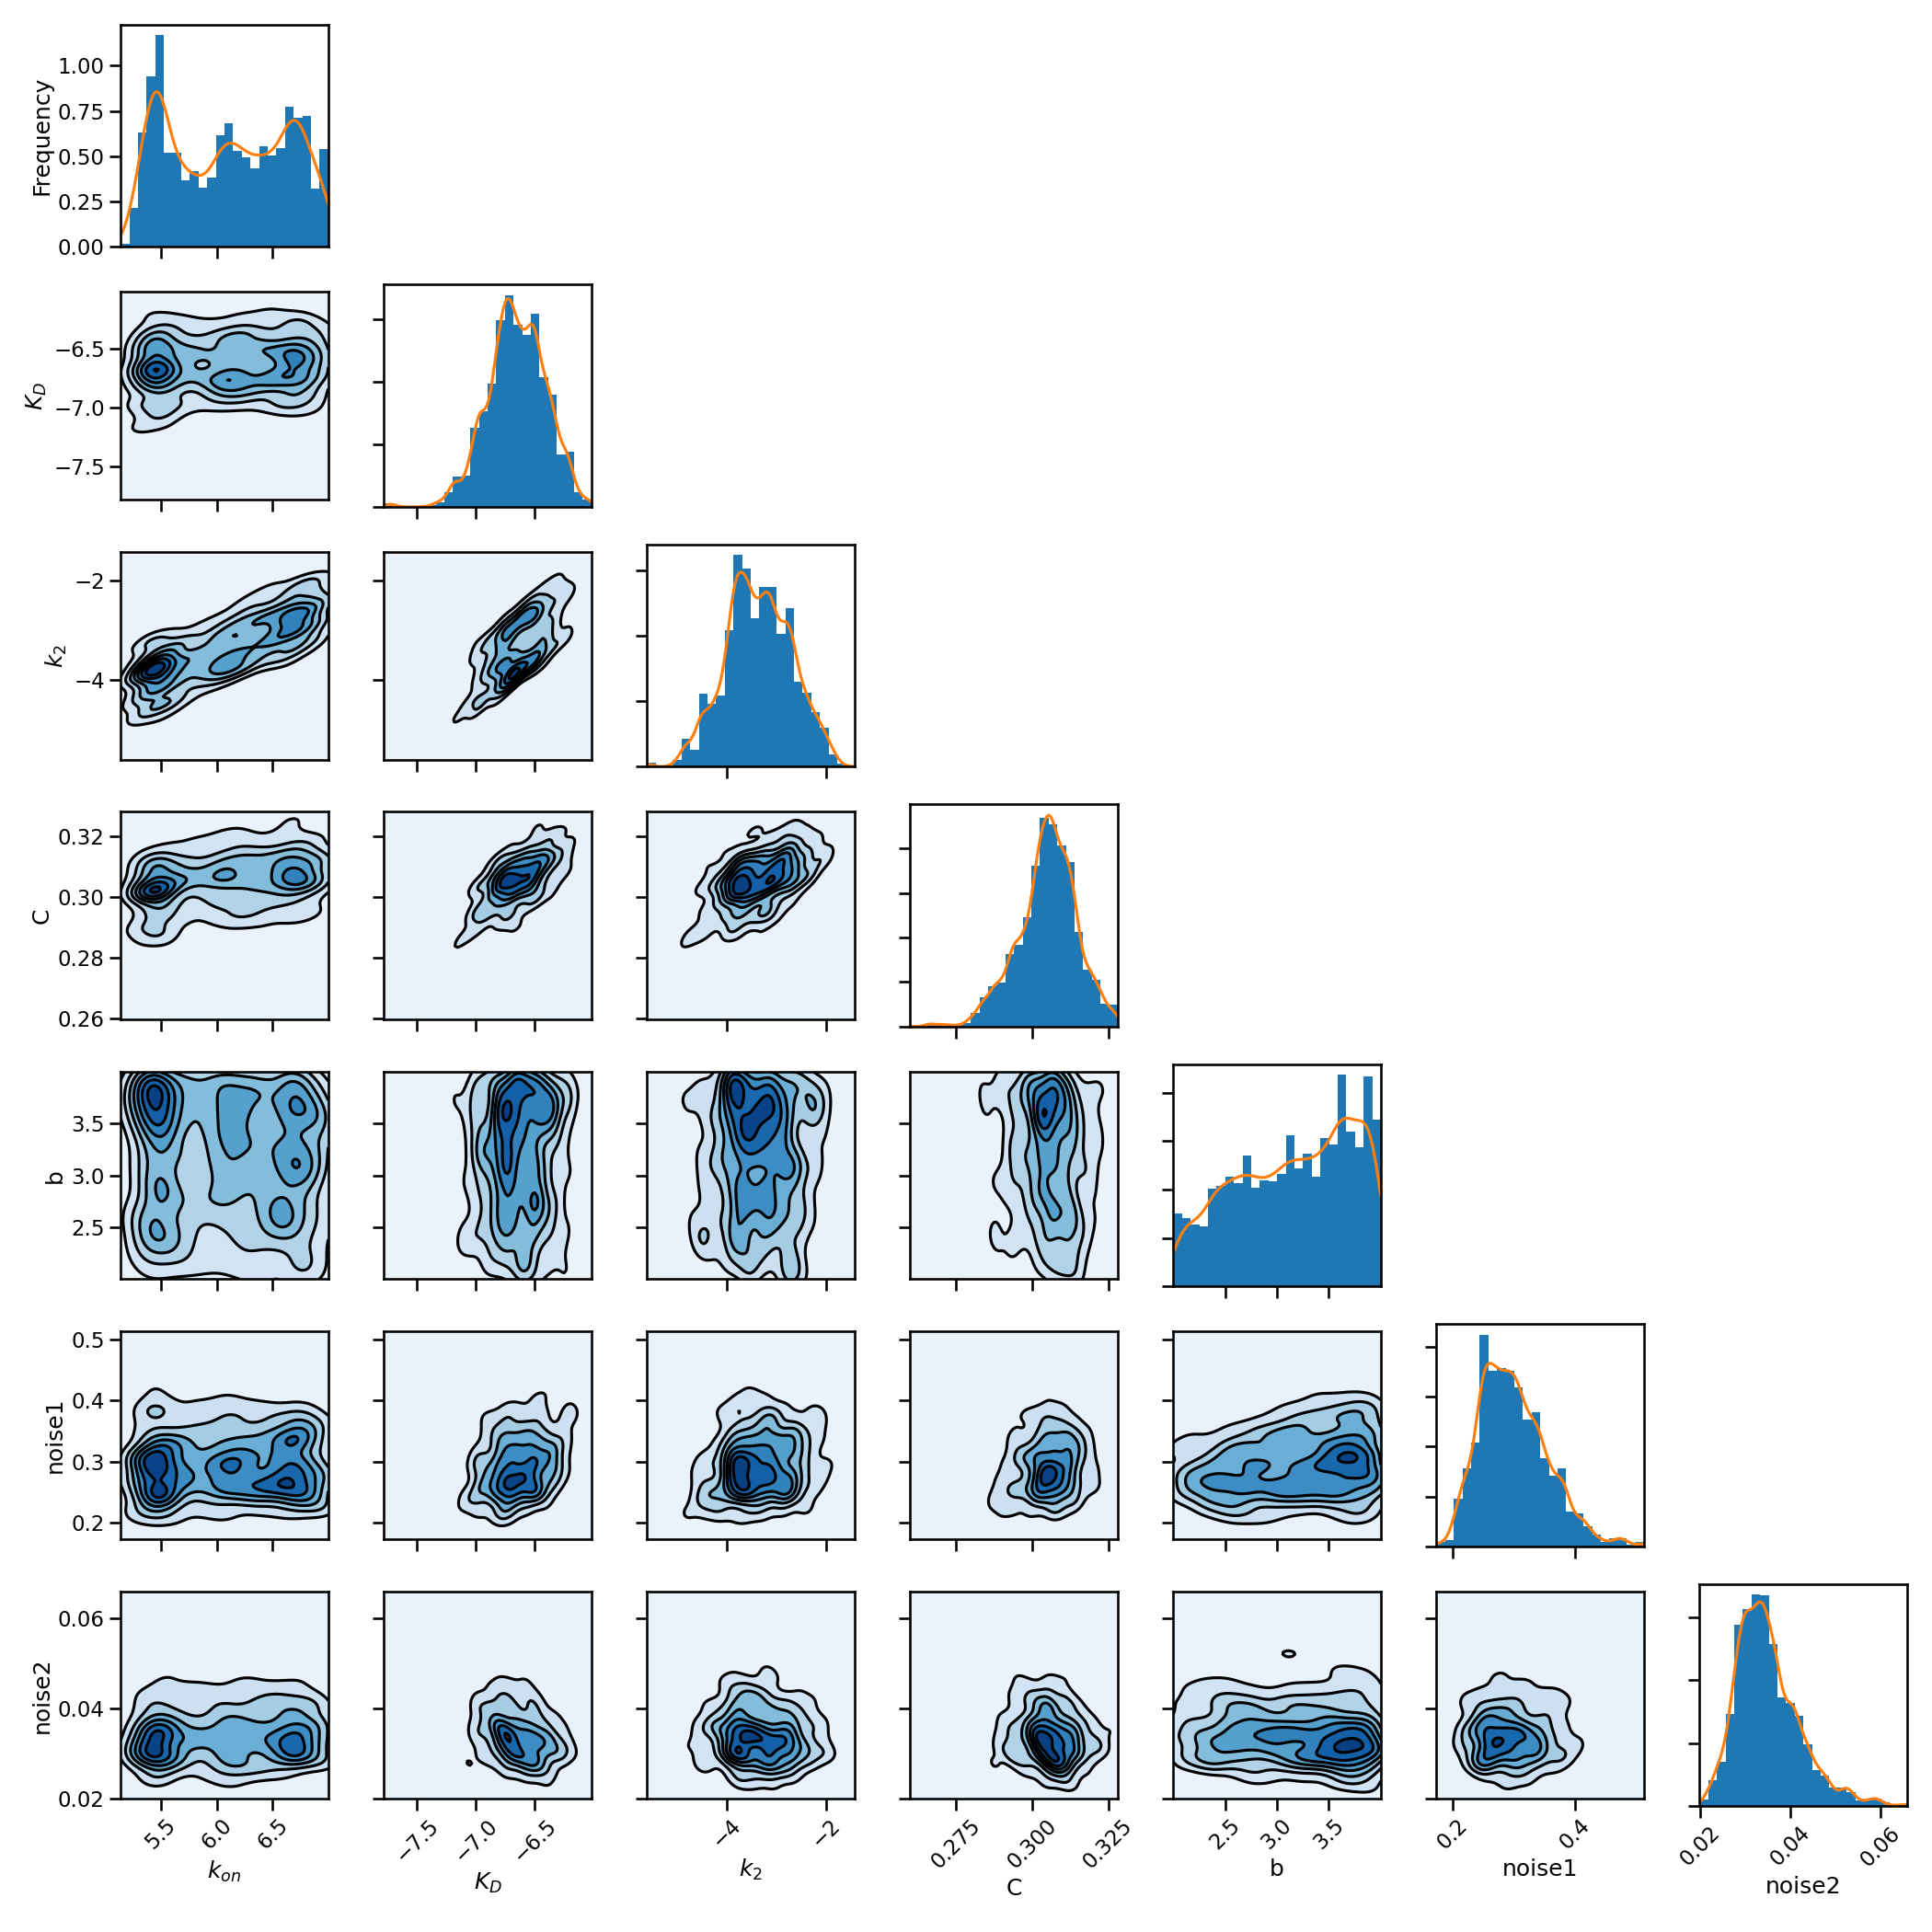 1.00
0.75
0.50
0.25
0.00
Frequency
−6.5
−7.0
−7.5
K_D
−2
−4
k_2
0.32
0.30
0.28
0.26
C
3.5
3.0
2.5
b
0.5
0.4
0.3
0.2
noise1
0.06
0.04
0.02
noise2
5.5 6.0 6.5
k_on
−7.5 −7.0 −6.5
K_D
−4 −2
k_2
0.275 0.300 0.325
C
2.5 3.0 3.5
b
0.2 0.4
noise1
0.02 0.04 0.06
noise2